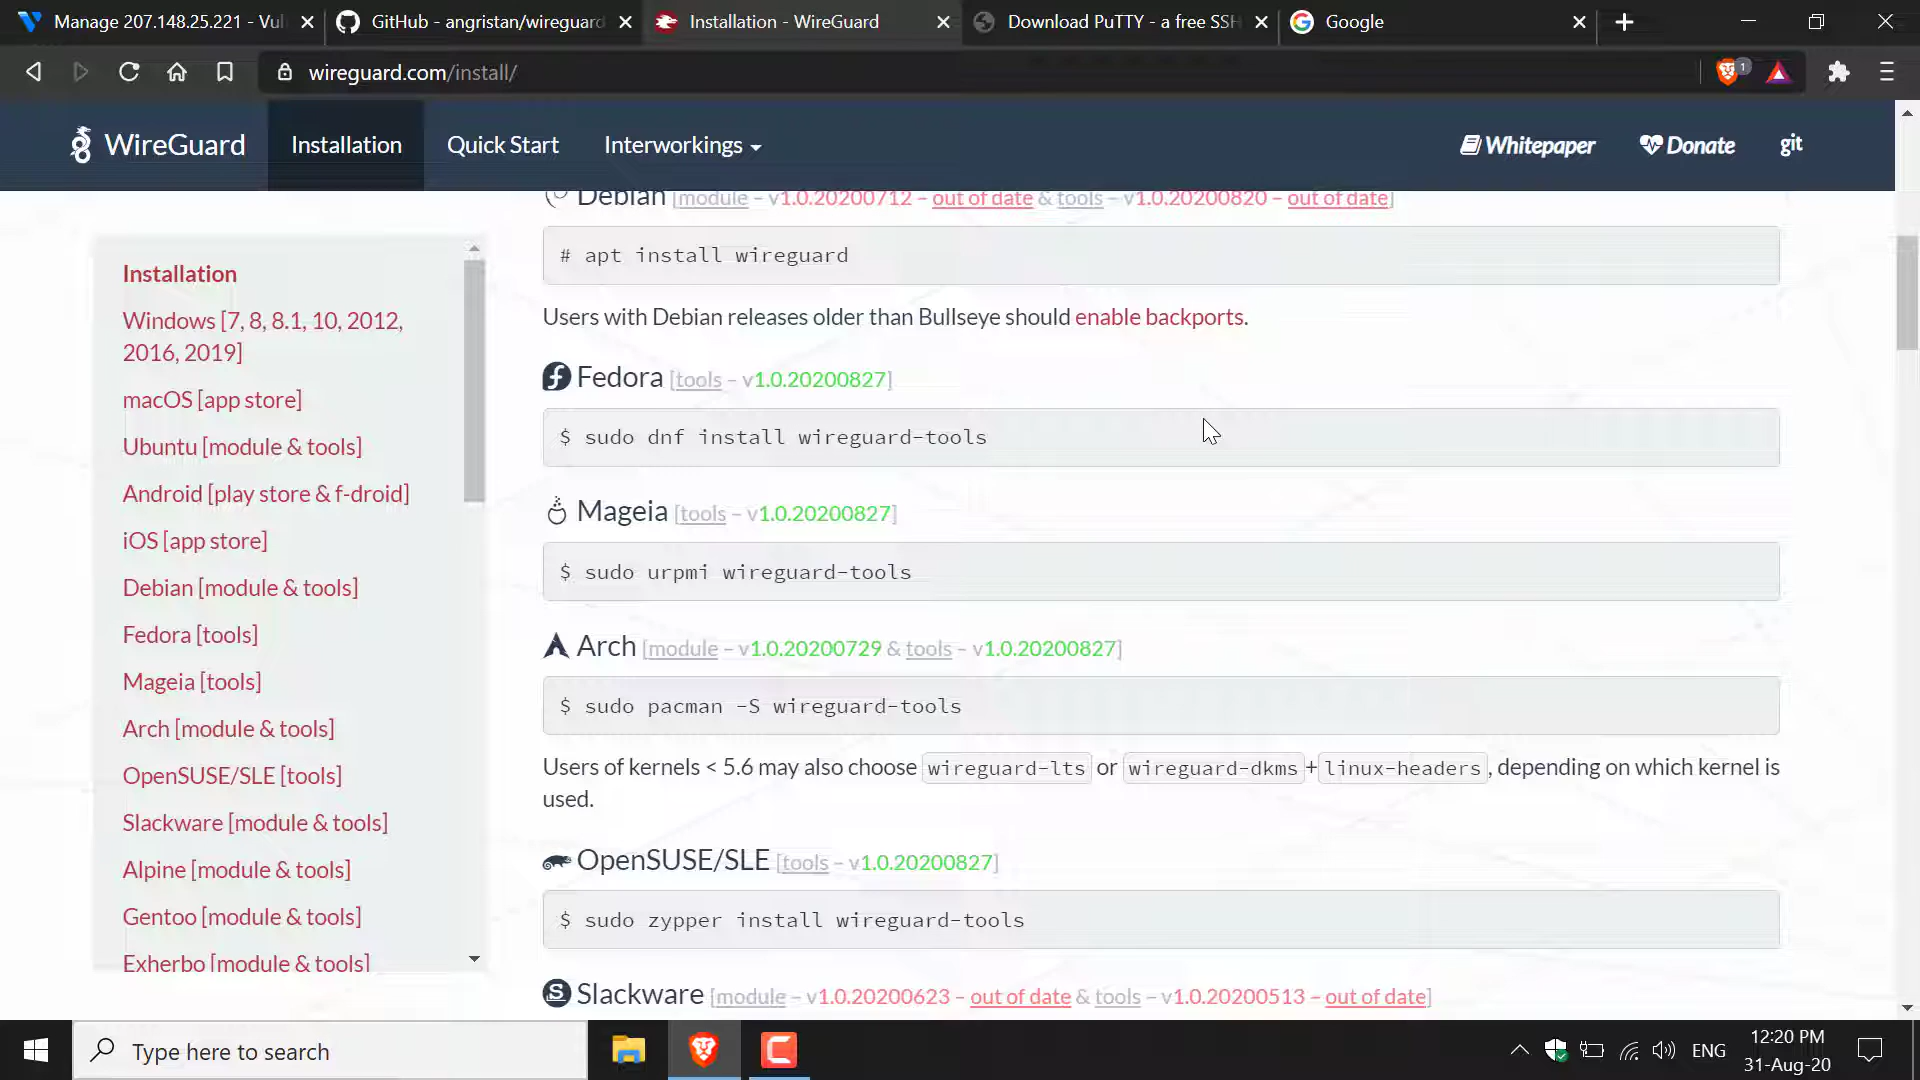 Manage 207.148.25.221 - Vul
GitHub - angristan/wireguard
Installation - WireGuard
Download PuTTY - a free SSH
Google
wireguard.com/install/
1
WireGuard
Installation
Quick Start
Interworkings
Whitepaper
Donate
git
Installation
Windows [7, 8, 8.1, 10, 2012,
2016, 2019]
macOS [app store]
Ubuntu [module & tools]
Android [play store & f-droid]
iOS [app store]
Debian [module & tools]
Fedora [tools]
Mageia [tools]
Arch [module & tools]
OpenSUSE/SLE [tools]
Slackware [module & tools]
Alpine [module & tools]
Gentoo [module & tools]
Exherbo [module & tools]
Debian [module – v1.0.20200712 – out of date & tools – v1.0.20200820 – out of date]
# apt install wireguard
Users with Debian releases older than Bullseye should enable backports.
Fedora [tools – v1.0.20200827]
$ sudo dnf install wireguard-tools
Mageia [tools – v1.0.20200827]
$ sudo urpmi wireguard-tools
Arch [module – v1.0.20200729 & tools – v1.0.20200827]
$ sudo pacman -S wireguard-tools
Users of kernels < 5.6 may also choose wireguard-lts or wireguard-dkms+linux-headers, depending on which kernel is
used.
OpenSUSE/SLE [tools – v1.0.20200827]
$ sudo zypper install wireguard-tools
Slackware [module – v1.0.20200623 – out of date & tools – v1.0.20200513 – out of date]
Type here to search
ENG
12:20 PM
31-Aug-20